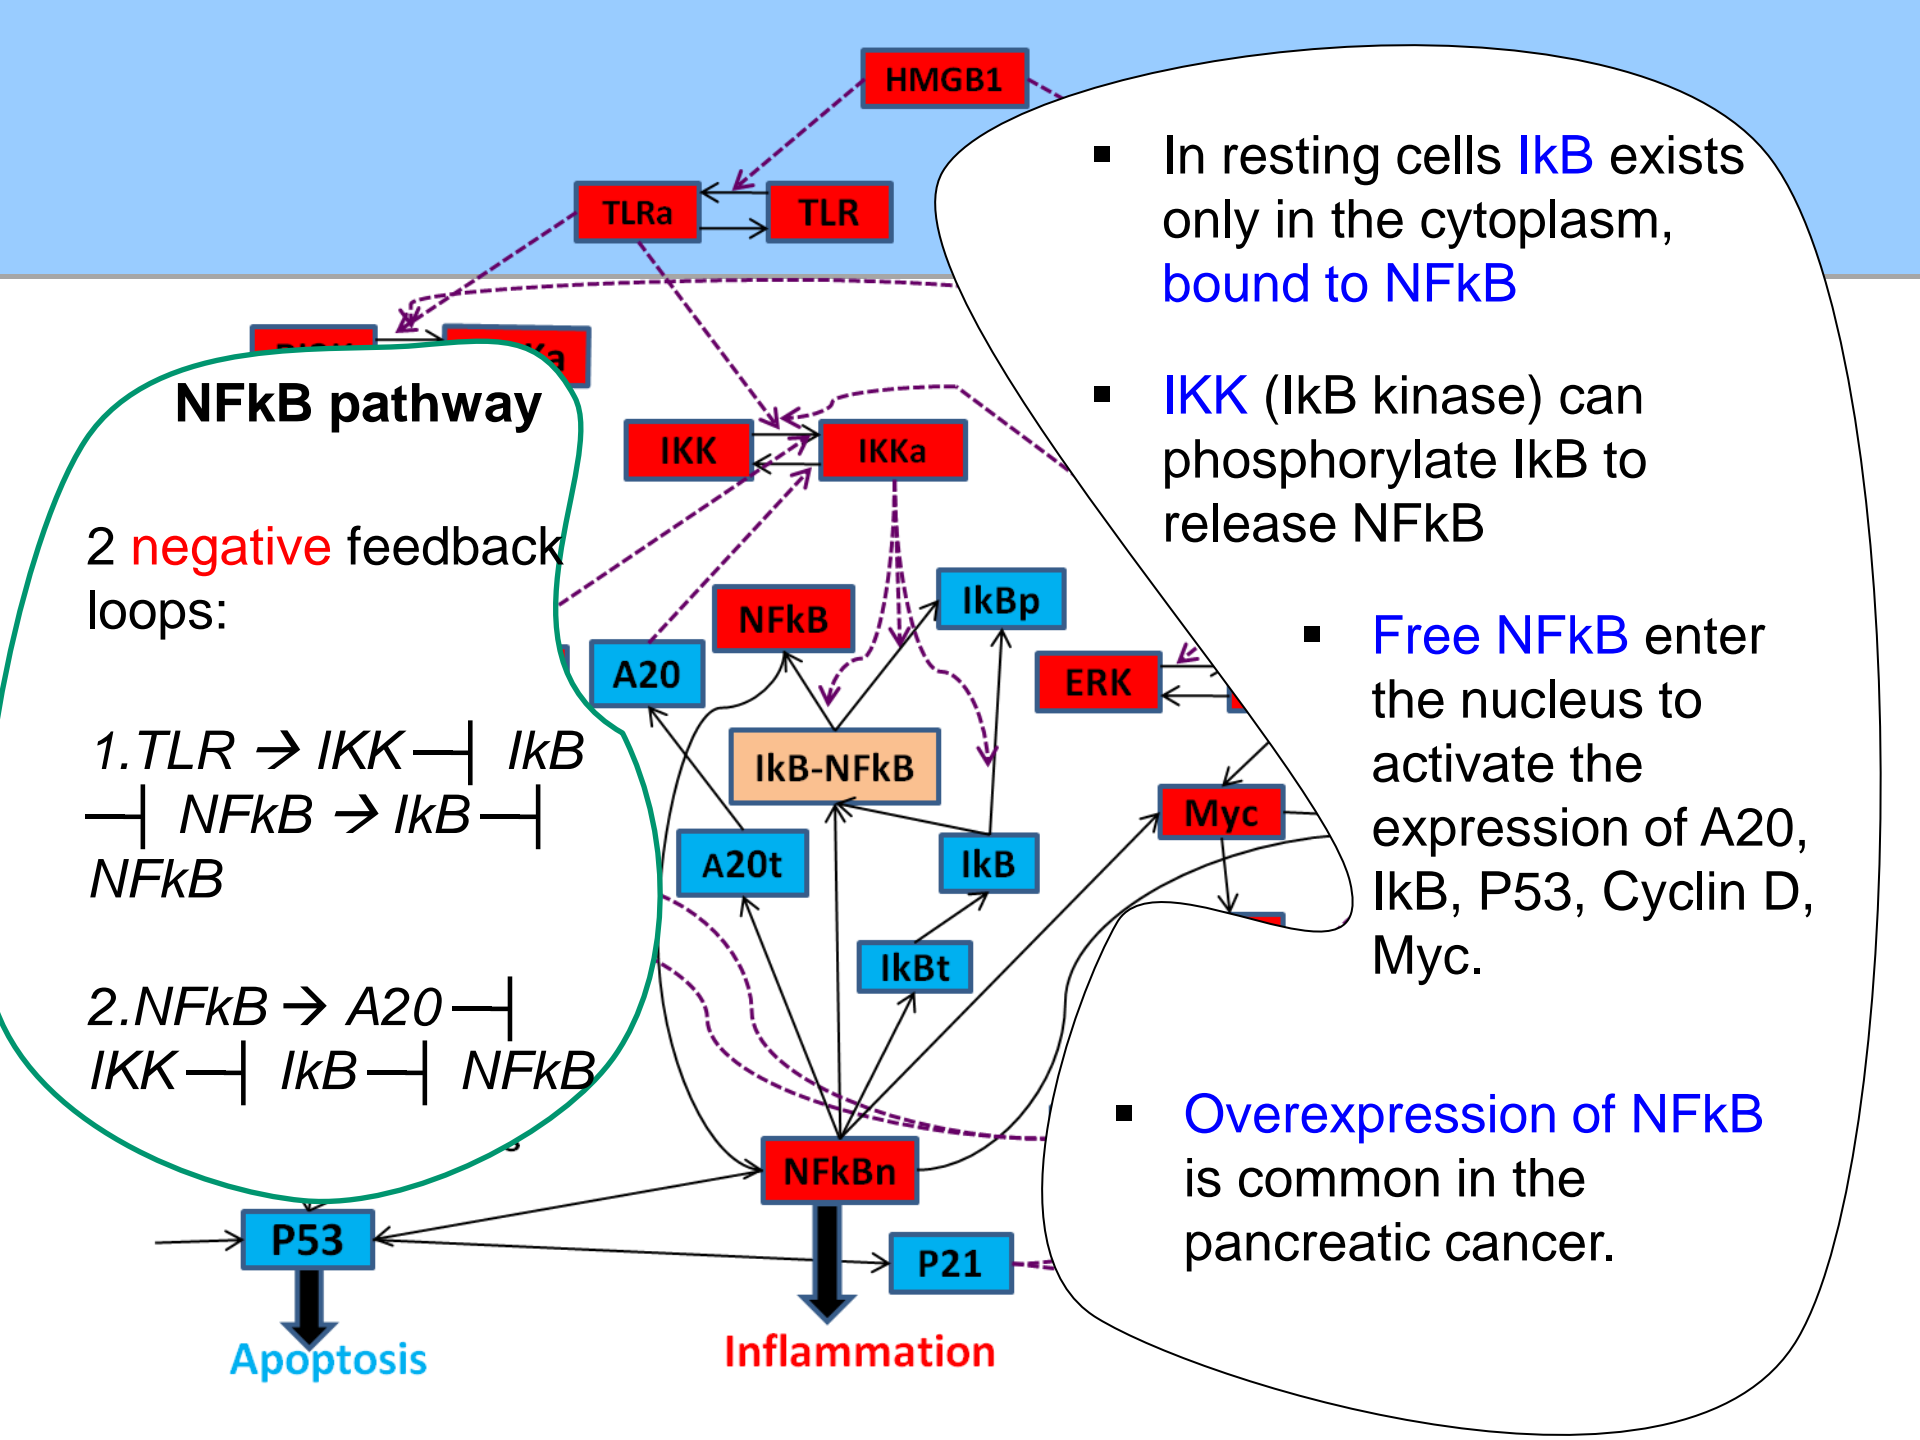 HMGB1
TLRa
TLR
IKK
IKKa
NFkB
IkBp
A20
ERK
IkB-NFkB
Myc
A20t
IkB
IkBt
NFkBn
P53
P21
Apoptosis
Inflammation
NFkB pathway
2 negative feedback
loops:
1.TLR → IKK ─┤ IkB
─┤ NFkB → IkB ─┤
NFkB
2.NFkB → A20 ─┤
IKK ─┤ IkB ─┤ NFkB
▪ In resting cells IkB exists
only in the cytoplasm,
bound to NFkB
▪ IKK (IkB kinase) can
phosphorylate IkB to
release NFkB
▪ Free NFkB enter
the nucleus to
activate the
expression of A20,
IkB, P53, Cyclin D,
Myc.
▪ Overexpression of NFkB
is common in the
pancreatic cancer.